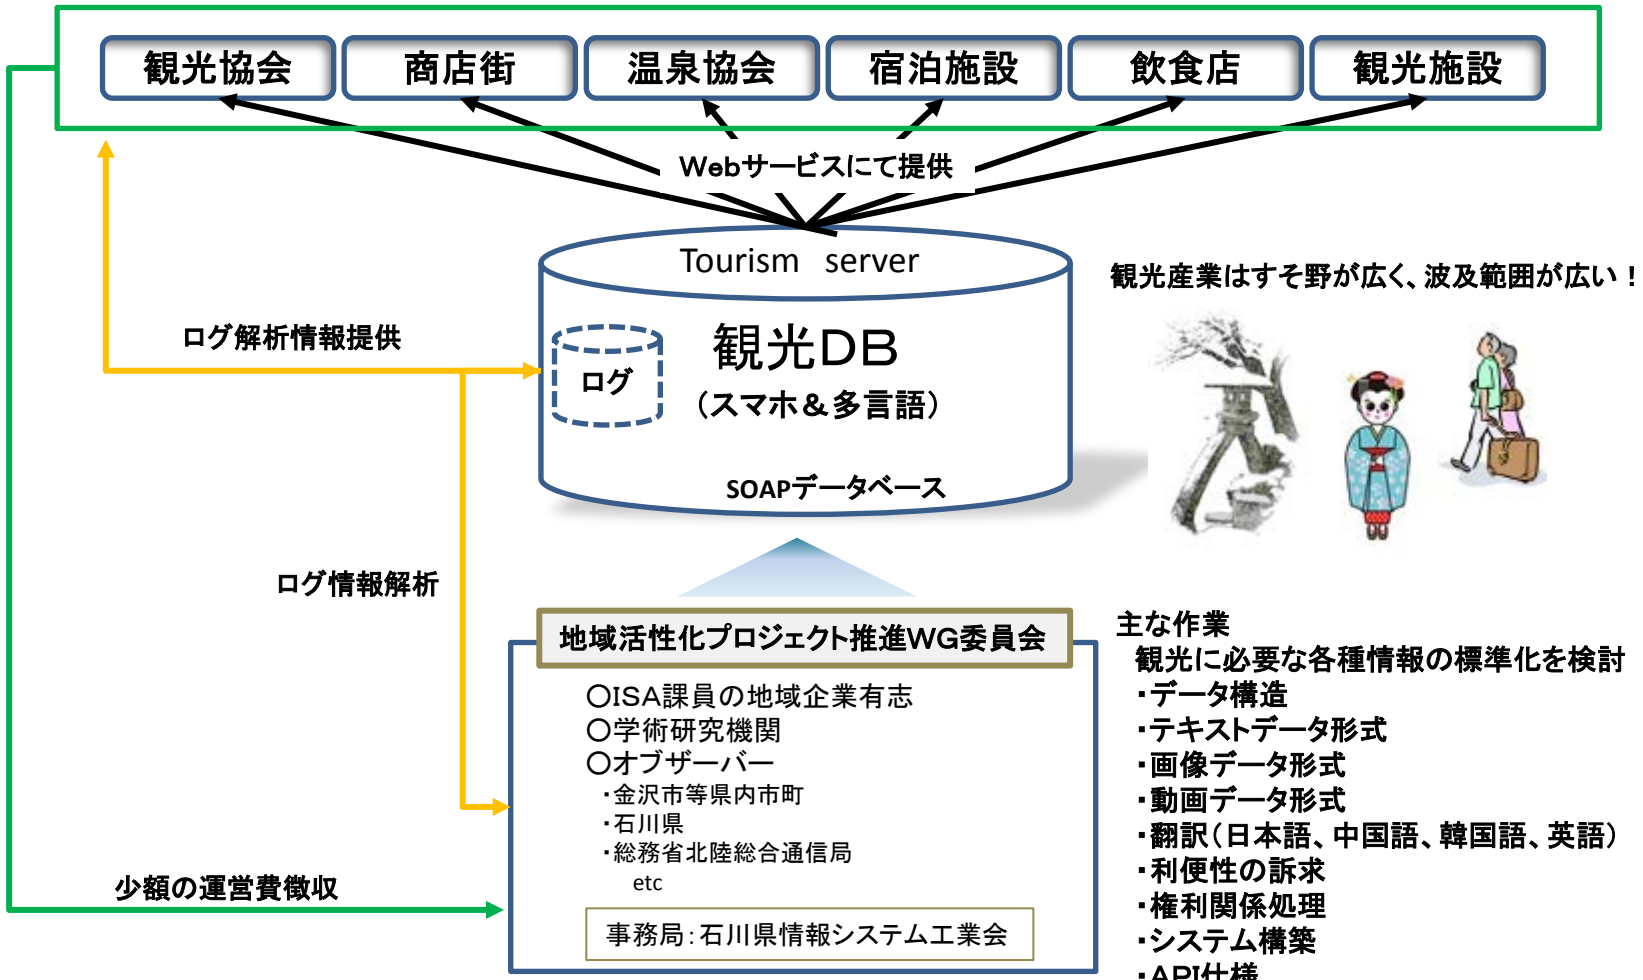 観光協会
商店街
温泉協会
宿泊施設
飲食店
観光施設
Webサービスにて提供
Tourism server
観光産業はすそ野が広く、波及範囲が広い！
ログ解析情報提供
観光DB
ログ
（スマホ＆多言語）
SOAPデータベース
ログ情報解析
地域活性化プロジェクト推進WG委員会
○ISA課員の地域企業有志
○学術研究機関
○オブザーバー
・金沢市等県内市町
・石川県
・総務省北陸総合通信局
etc
事務局：石川県情報システム工業会
少額の運営費徴収
主な作業
観光に必要な各種情報の標準化を検討
・データ構造
・テキストデータ形式
・画像データ形式
・動画データ形式
・翻訳（日本語、中国語、韓国語、英語）
・利便性の訴求
・権利関係処理
・システム構築
・API仕様